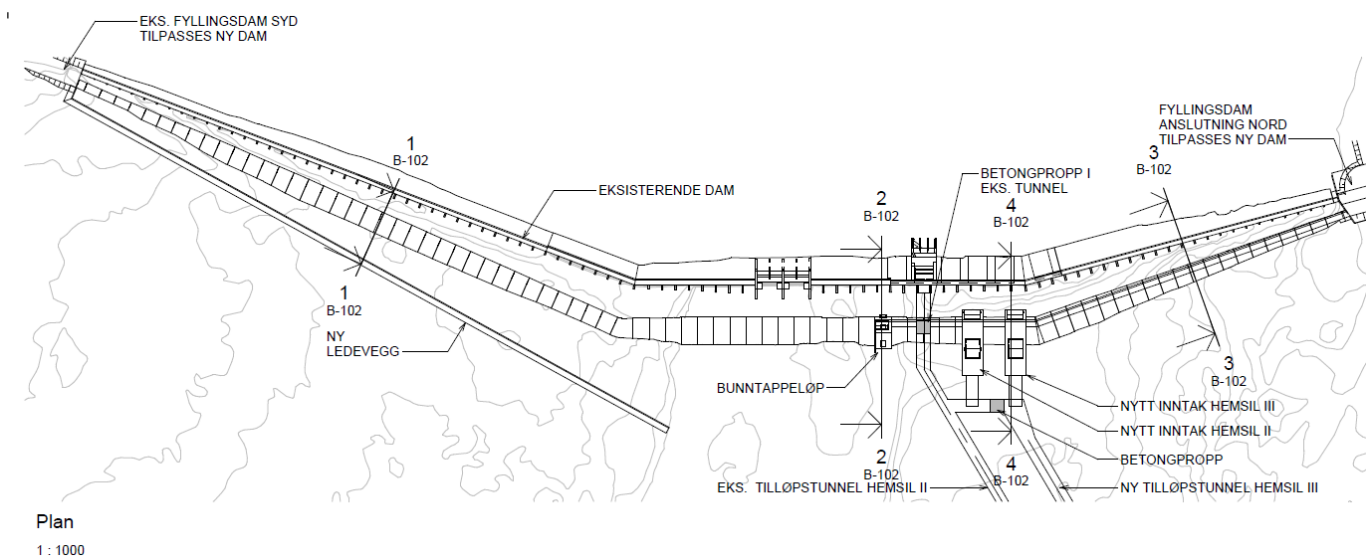 EKS. FYLLINGSDAM SYD
TILPASSES NY DAM
FYLLINGSDAM
ANSLUTNING NORD
TILPASSES NY DAM
1
B-102
EKSISTERENDE DAM
2
B-102
BETONGPROPP I
EKS. TUNNEL
4
B-102
3
B-102
1
B-102
NY
LEDEVEGG
BUNNTAPPELØP
3
B-102
NYTT INNTAK HEMSIL III
NYTT INNTAK HEMSIL II
BETONGPROPP
2
B-102
4
B-102
EKS. TILLØPSTUNNEL HEMSIL II
NY TILLØPSTUNNEL HEMSIL III
Plan
1 : 1000